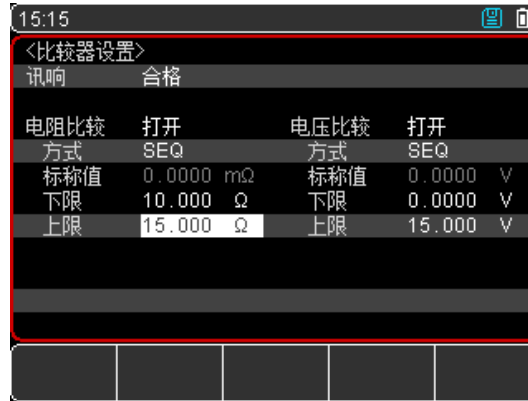 15:15
<比较器设置>
讯响 合格
电阻比较 打开 电压比较 打开
方式 SEQ 方式 SEQ
标称值 0.0000 mΩ 标称值 0.0000 V
下限 10.000 Ω 下限 0.0000 V
上限 15.000 Ω 上限 15.000 V